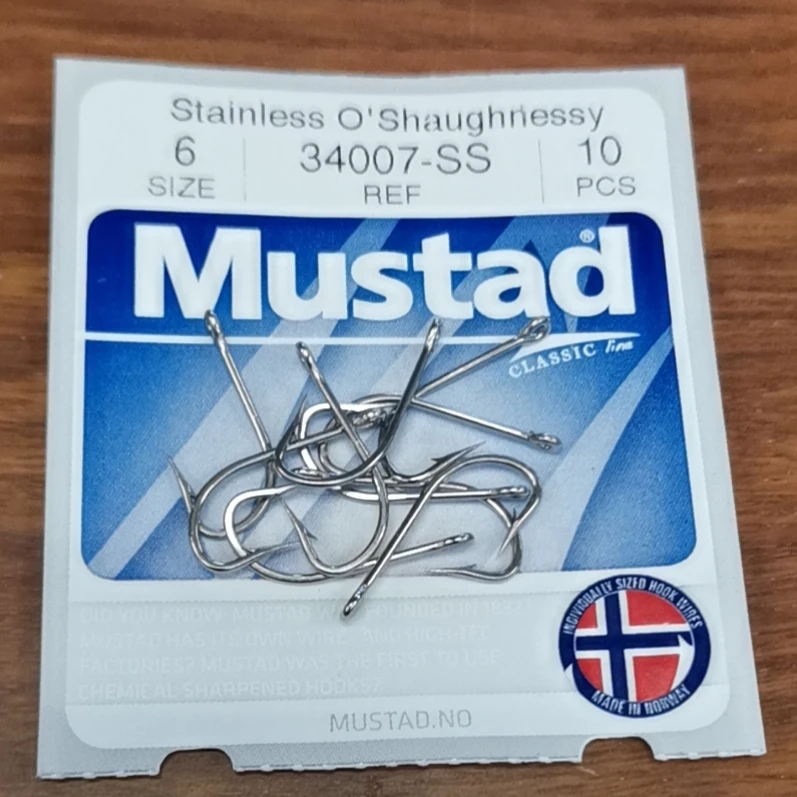 Stainless O'Shaughnessy
6 34007-SS 10
SIZE REF PCS
Mustad®
CLASSIC line
INDIVIDUALLY SIZED HOOK WIRES
MADE IN NORWAY
DID YOU KNOW MUSTAD WAS FOUNDED IN
MUSTAD HAS ITS OWN AND HIGH-TEC
FACTORIES? MUSTAD WAS THE FIRST TO USE
CHEMICAL SHARPENED HOOKS?
MUSTAD.NO